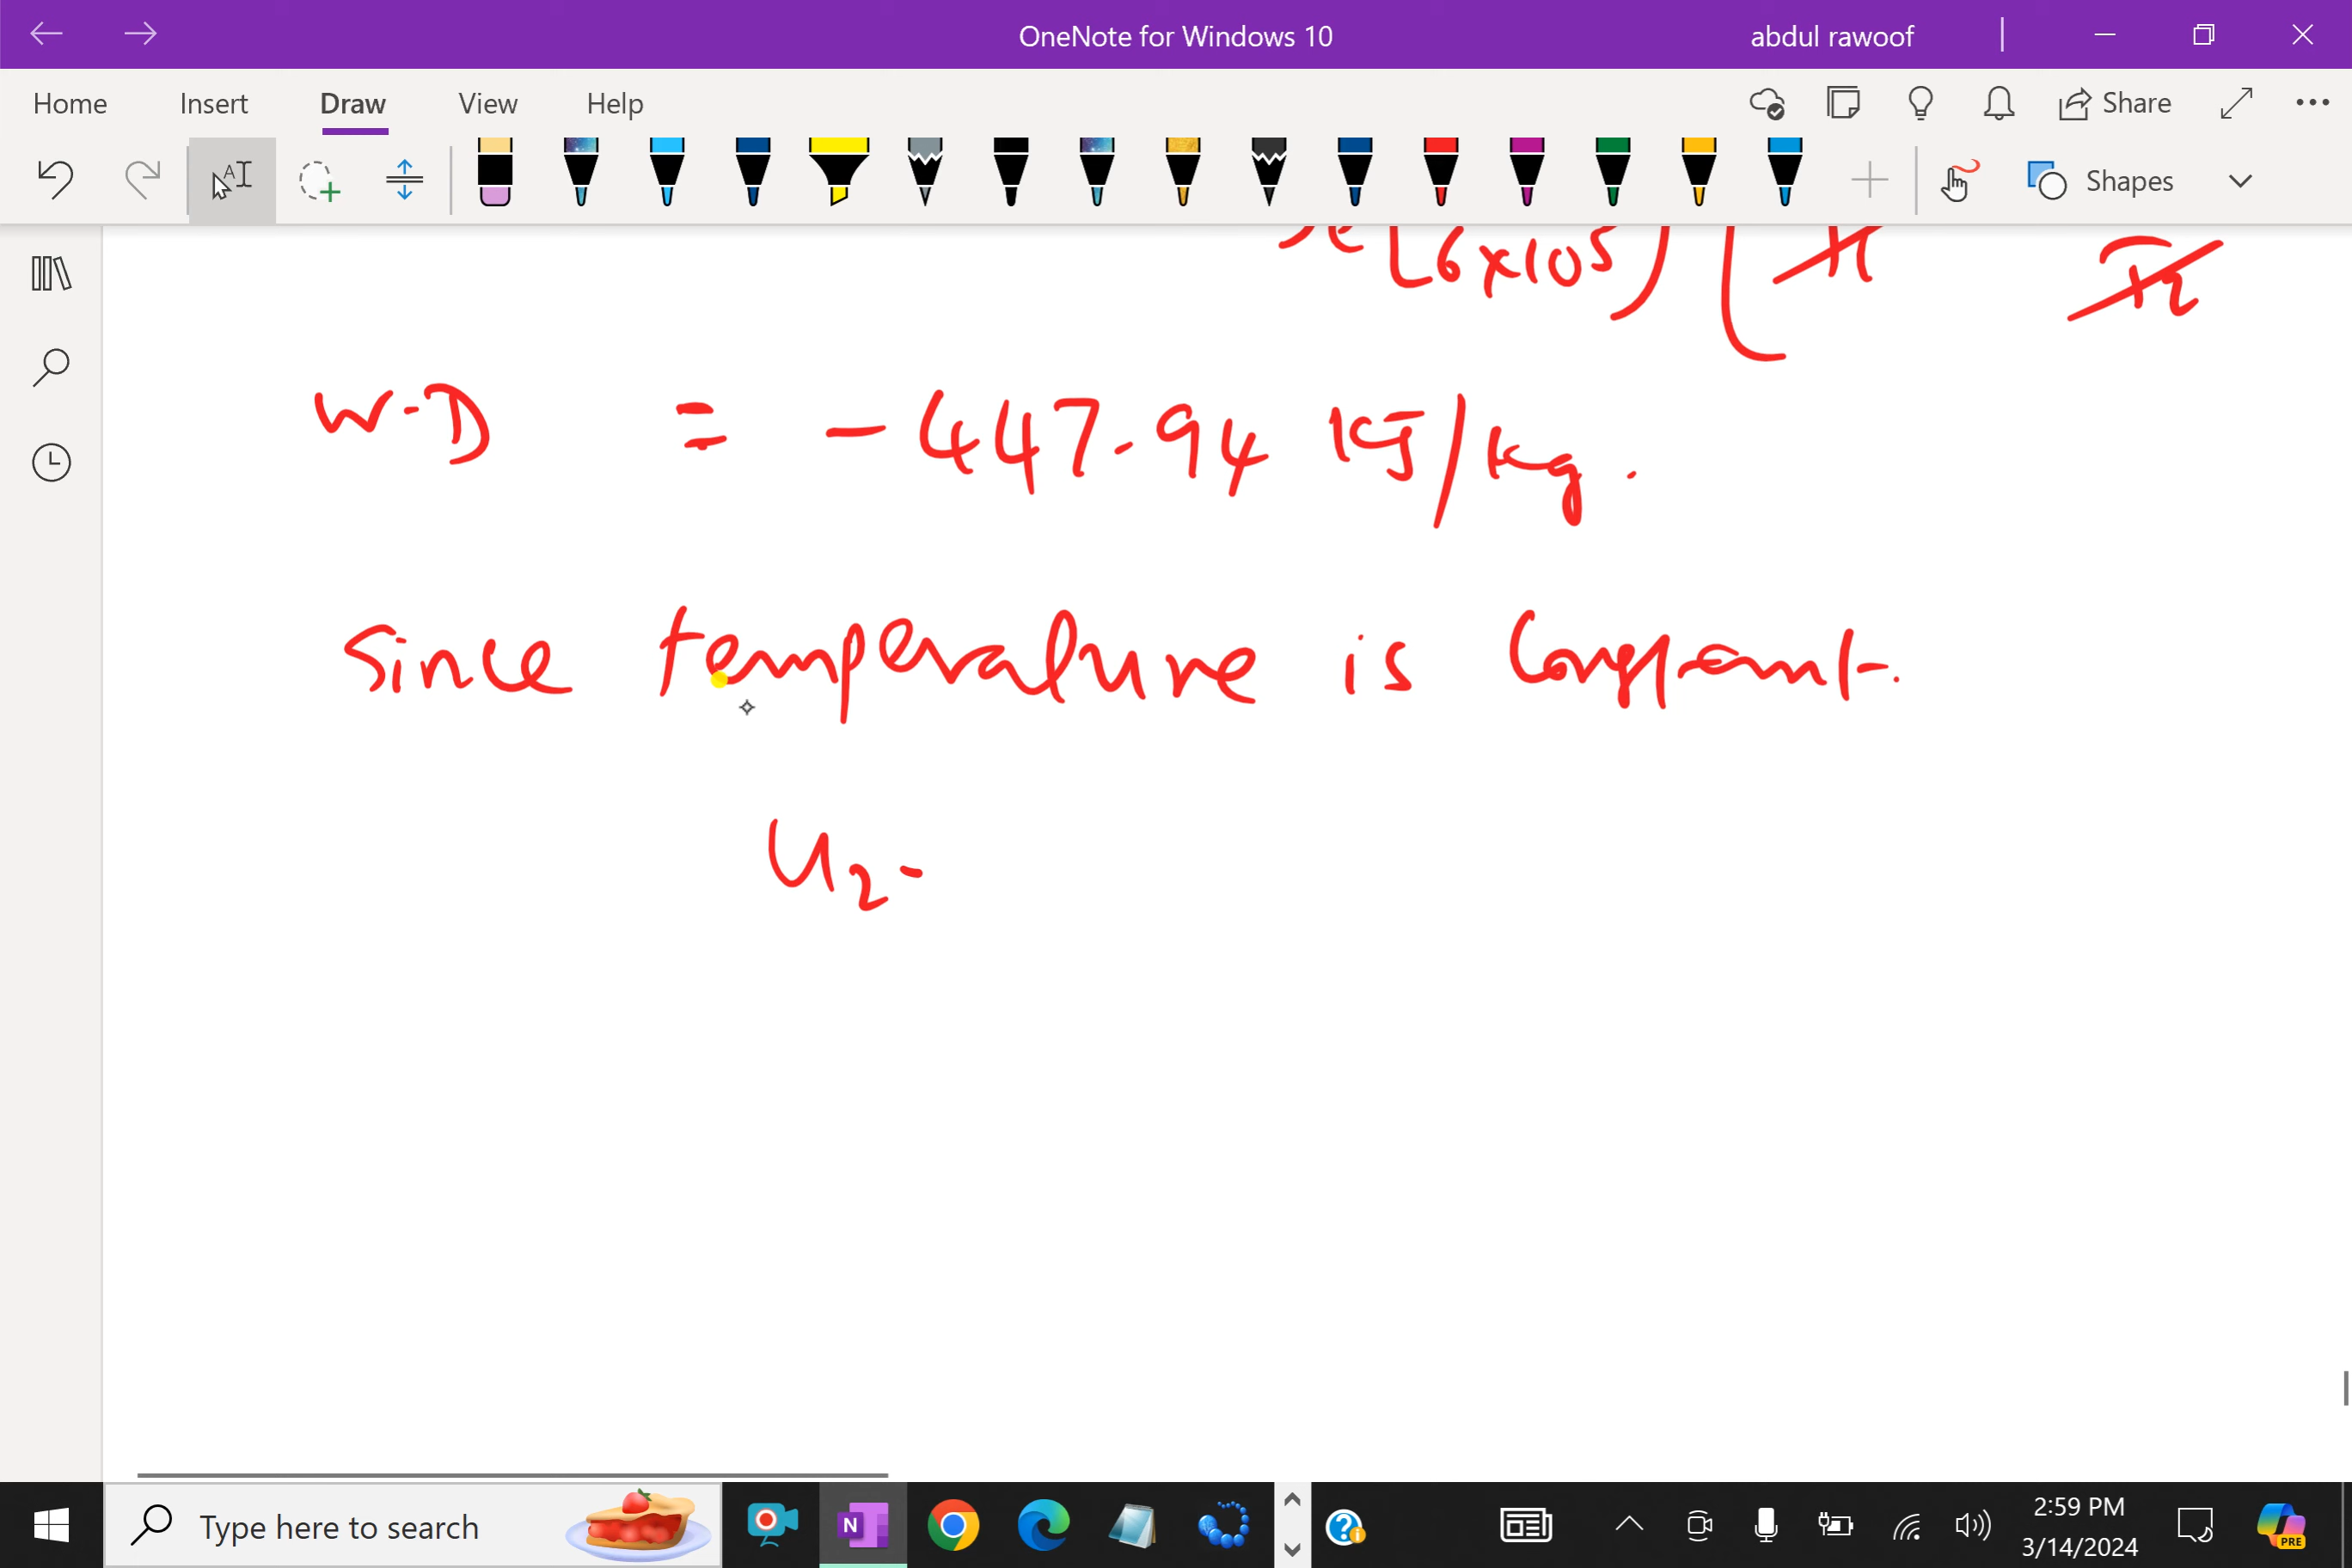 OneNote for Windows 10 abdul rawoof
Home Insert Draw View Help Share
Shapes
(6x10⁵)
W.D = - 447.94 KJ/Kg.
Since temperature is Constant.
U₂-
N
Type here to search
2:59 PM
3/14/2024
PRE